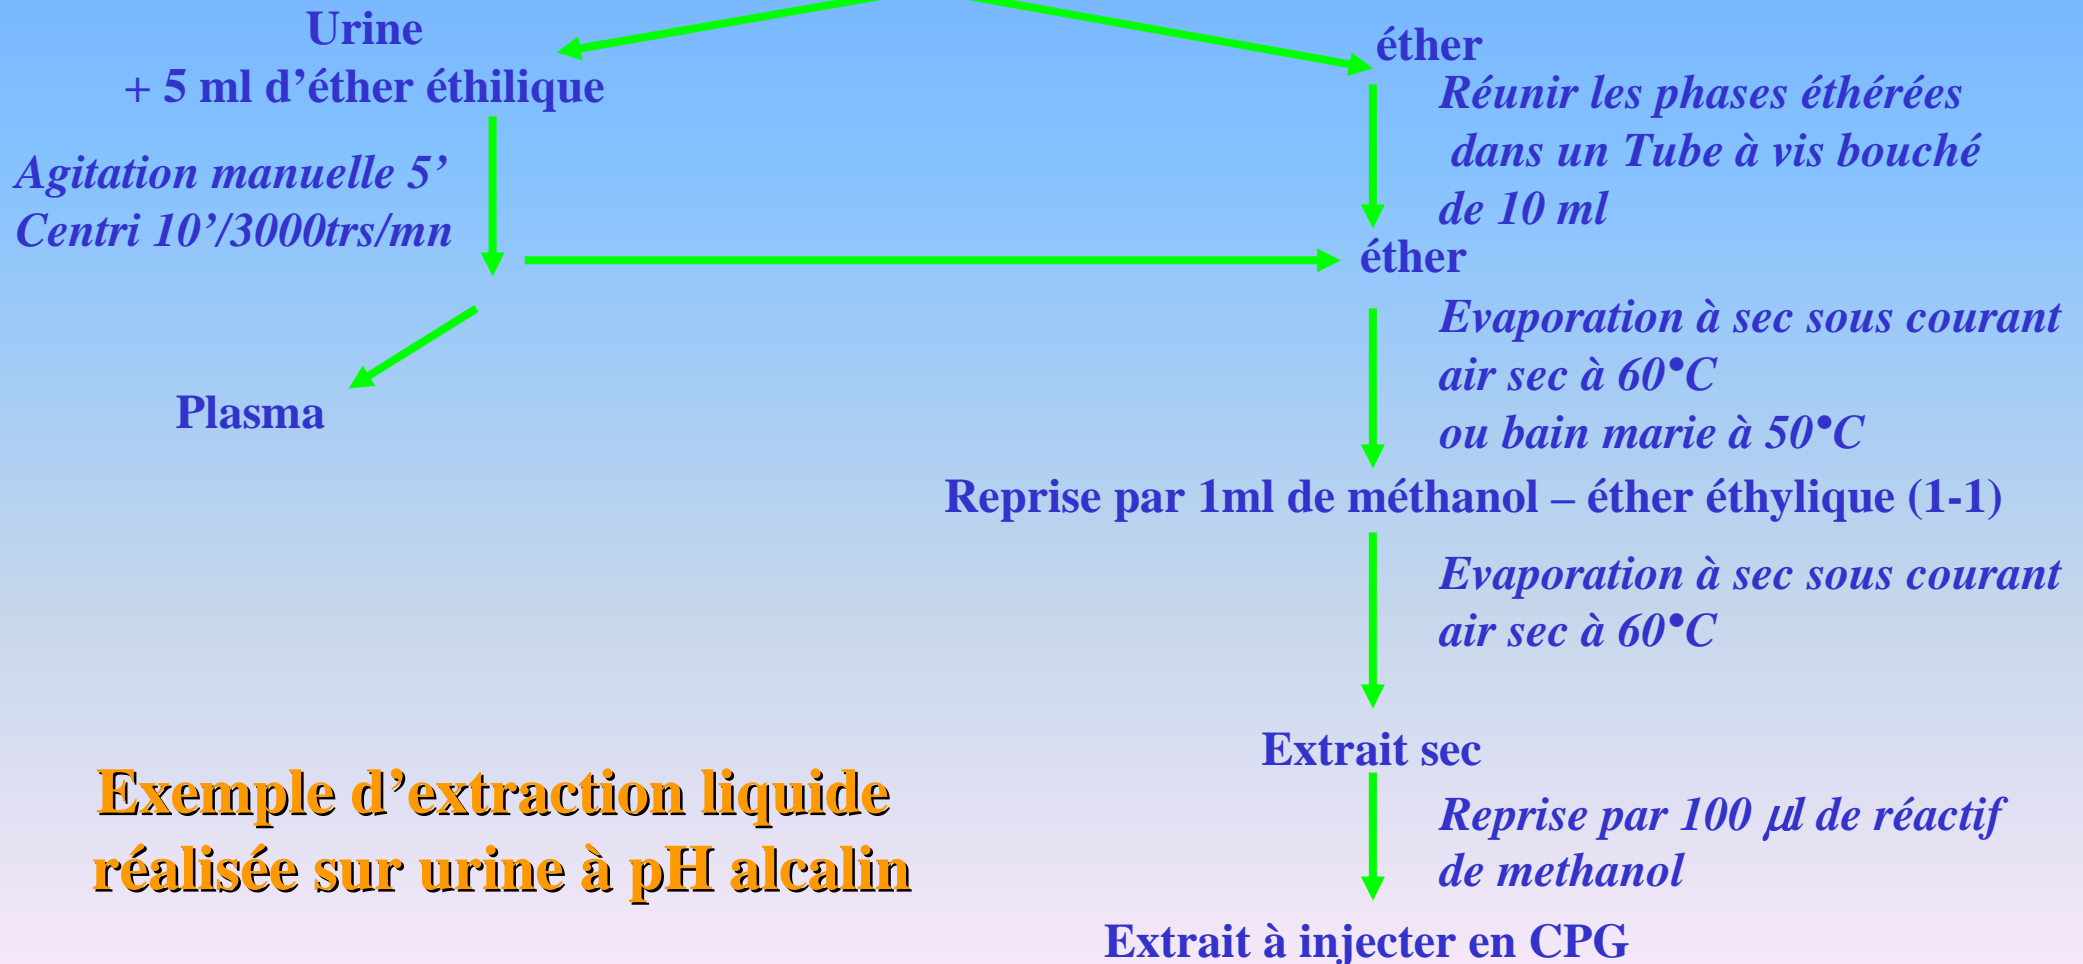 Urine
+ 5 ml d’éther éthilique
Agitation manuelle 5’
Centri 10’/3000trs/mn
Plasma
éther
Réunir les phases éthérées
dans un Tube à vis bouché
de 10 ml
éther
Evaporation à sec sous courant
air sec à 60°C
ou bain marie à 50°C
Reprise par 1ml de méthanol – éther éthylique (1-1)
Evaporation à sec sous courant
air sec à 60°C
Extrait sec
Reprise par 100 µl de réactif
de methanol
Extrait à injecter en CPG
Exemple d’extraction liquide
réalisée sur urine à pH alcalin